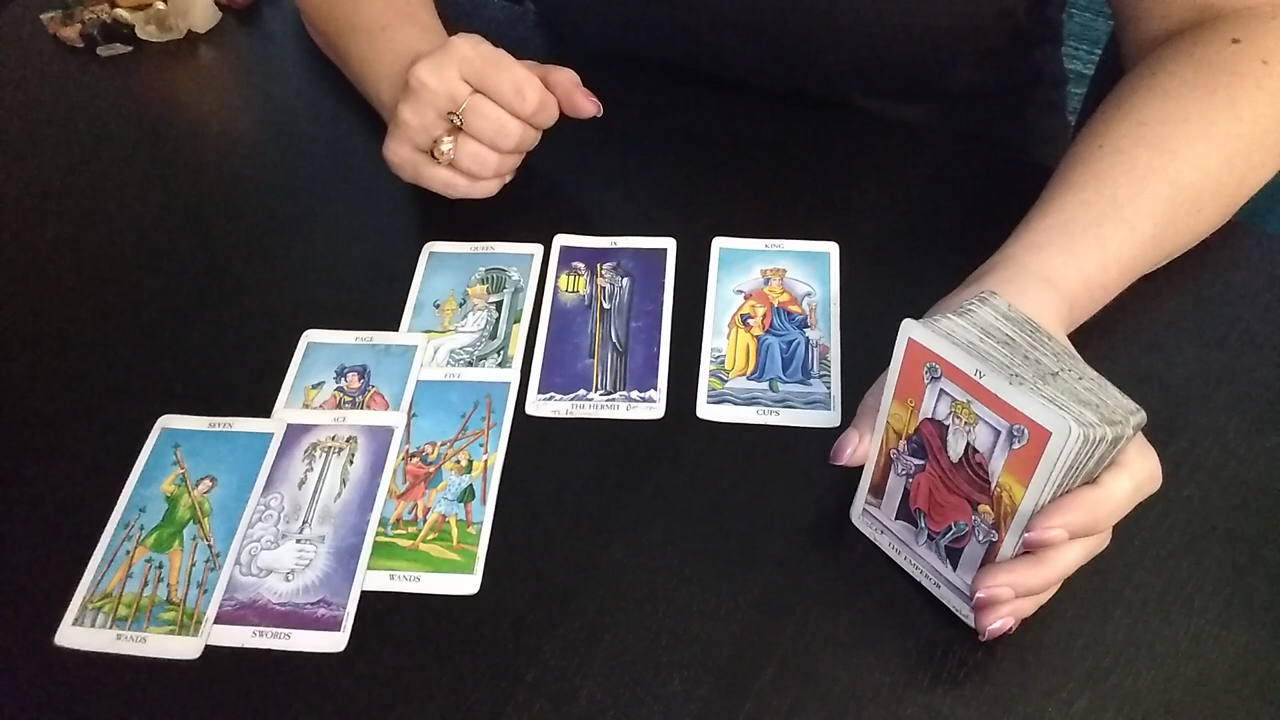 QUEEN
IX
THE HERMIT
KING
CUPS
PAGE
FIVE
WANDS
SEVEN
WANDS
ACE
SWORDS
IV
THE EMPEROR